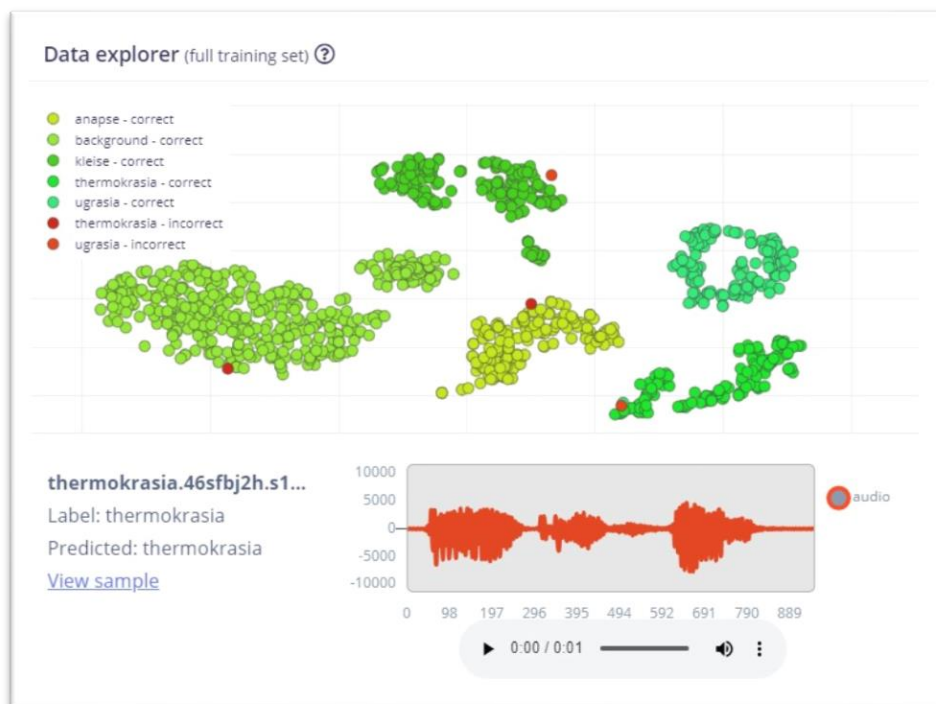 Data explorer (full training set) ?
anapse - correct
background - correct
kleise - correct
thermokrasia - correct
ugrasia - correct
thermokrasia - incorrect
ugrasia - incorrect
thermokrasia.46sfbj2h.s1...
Label: thermokrasia
Predicted: thermokrasia
View sample
10000
5000
0
-5000
-10000
0 98 197 296 395 494 592 691 790 889
audio
0:00 / 0:01